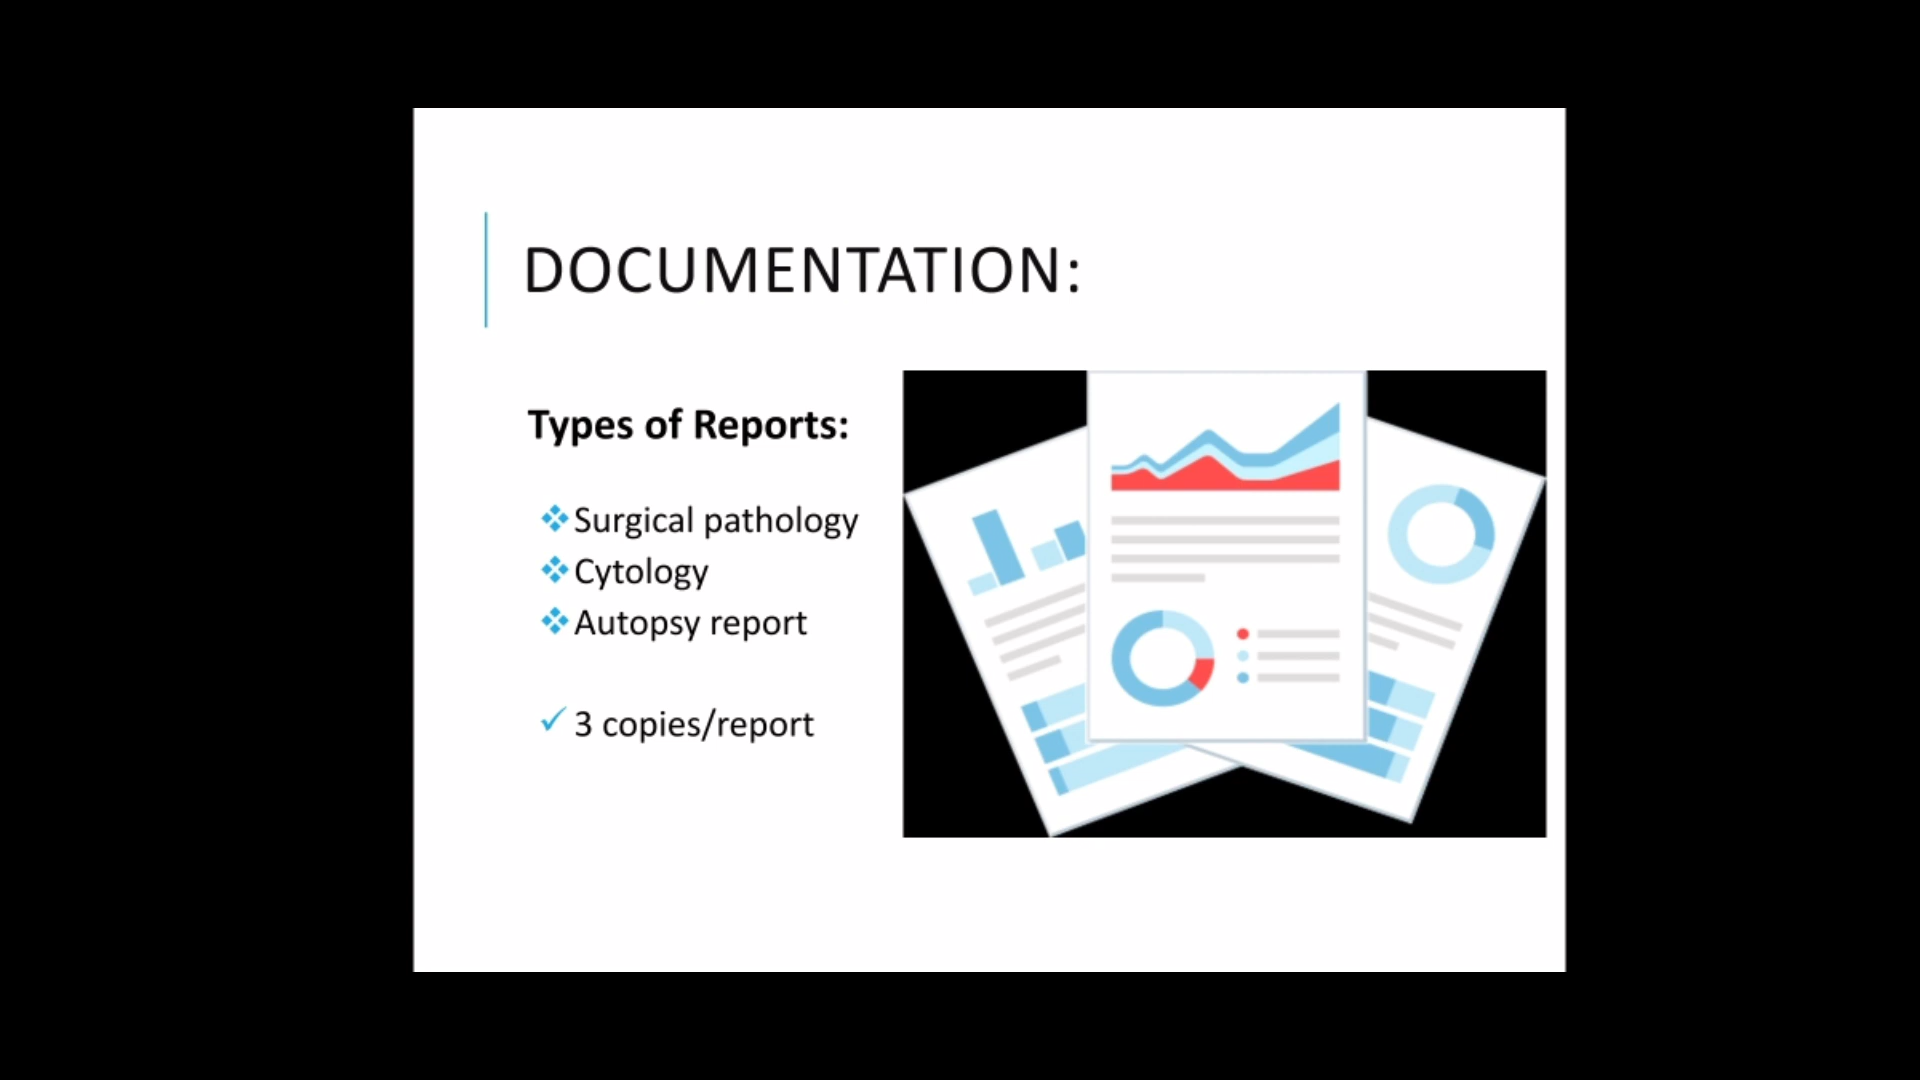 DOCUMENTATION:
Types of Reports:
Surgical pathology
Cytology
Autopsy report
3 copies/report